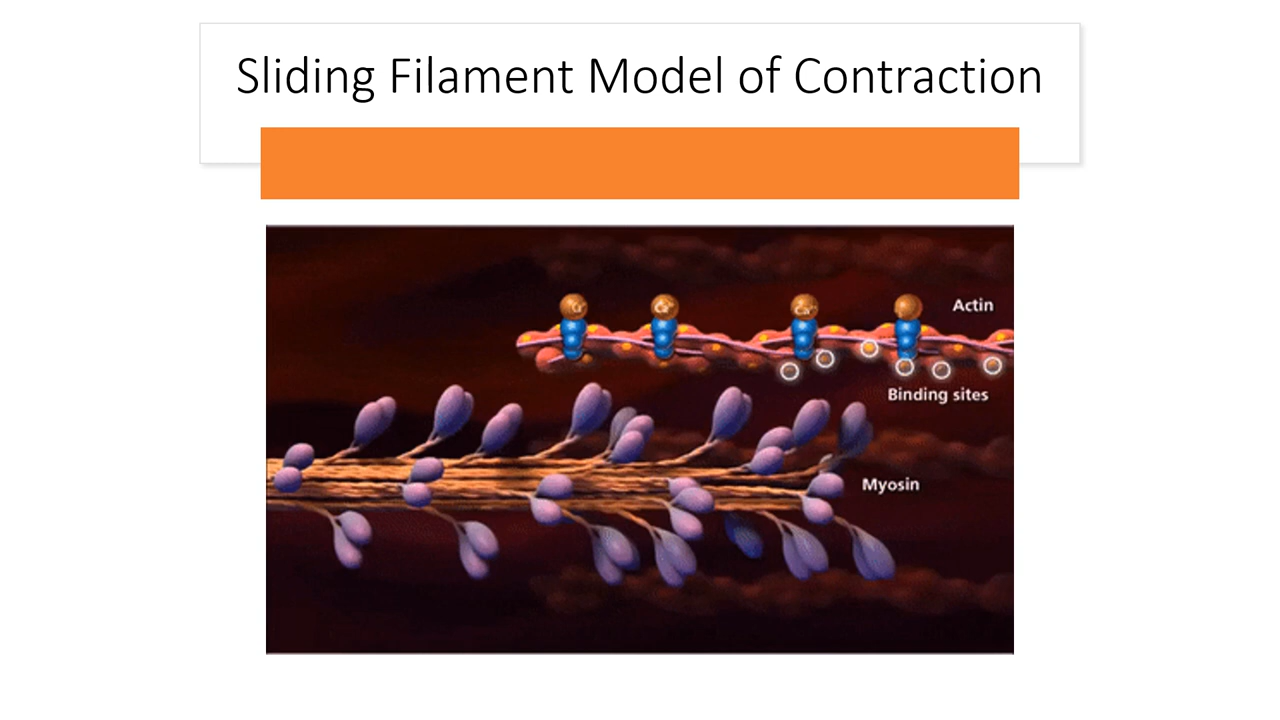 Sliding Filament Model of Contraction
Actin
Binding sites
Myosin